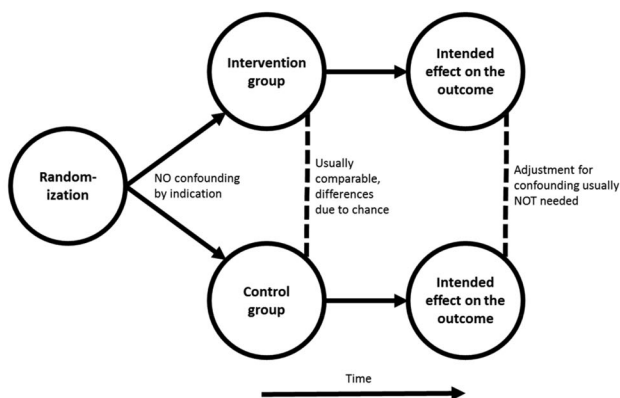 Intervention
group
Intended
effect on the
outcome
Random-
ization
NO confounding
by indication
Usually
comparable,
differences
due to chance
Adjustment for
confounding usually
NOT needed
Control
group
Intended
effect on the
outcome
Time